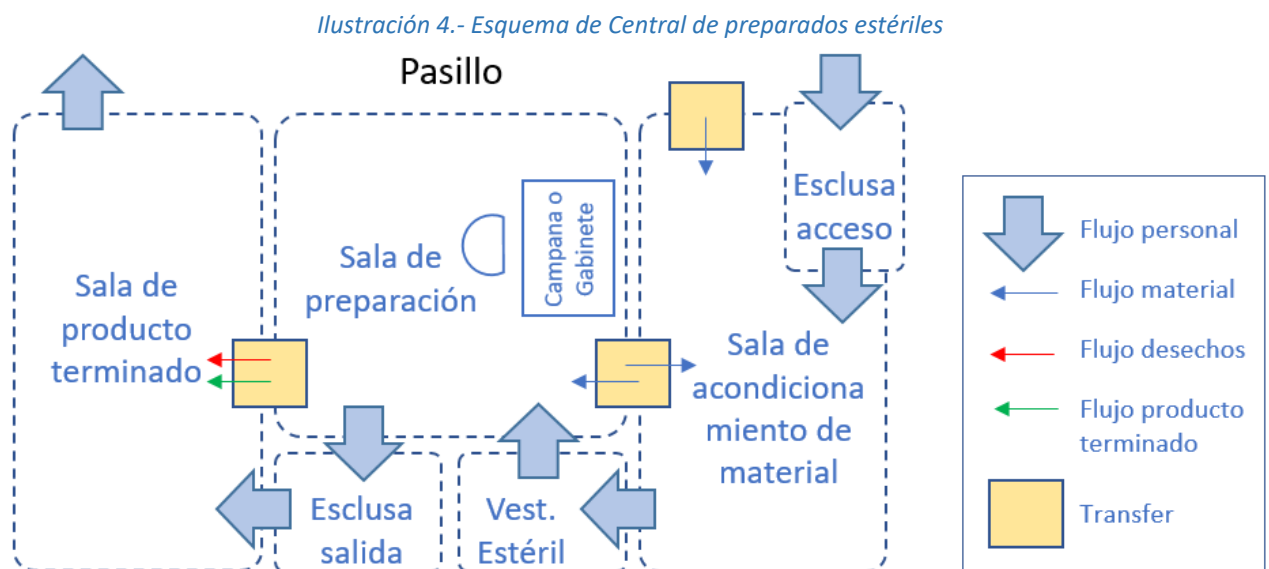 Ilustración 4.- Esquema de Central de preparados estériles
Pasillo
Esclusa
acceso
Campana o
Gabinete
Sala de
preparación
Sala de
producto
terminado
Sala de
acondiciona
miento de
material
Esclusa
salida
Vest.
Estéril
Flujo personal
Flujo material
Flujo desechos
Flujo producto
terminado
Transfer